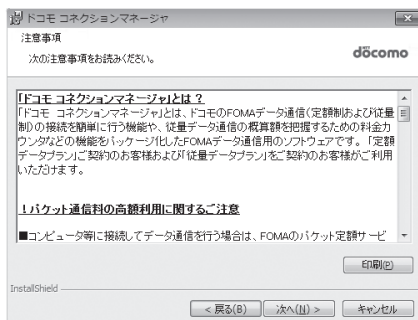 ドコモ コネクションマネージャ
注意事項
次の注意事項をお読みください。
döcomo
「ドコモ コネクションマネージャ」とは？
「ドコモ コネクションマネージャ」とは、ドコモのFOMAデータ通信(定額制および従量
制)の接続を簡単に行う機能や、従量データ通信の概算額を把握するための料金カ
ウンタなどの機能をパッケージ化したFOMAデータ通信用のソフトウェアです。「定額
データプラン」ご契約のお客様および「従量データプラン」をご契約のお客様がご利用
いただけます。
！パケット通信料の高額利用に関するご注意
■コンピュータ等に接続してデータ通信を行う場合は、FOMAのパケット定額サービ
印刷(P)
InstallShield
< 戻る(B)
次へ(N) >
キャンセル